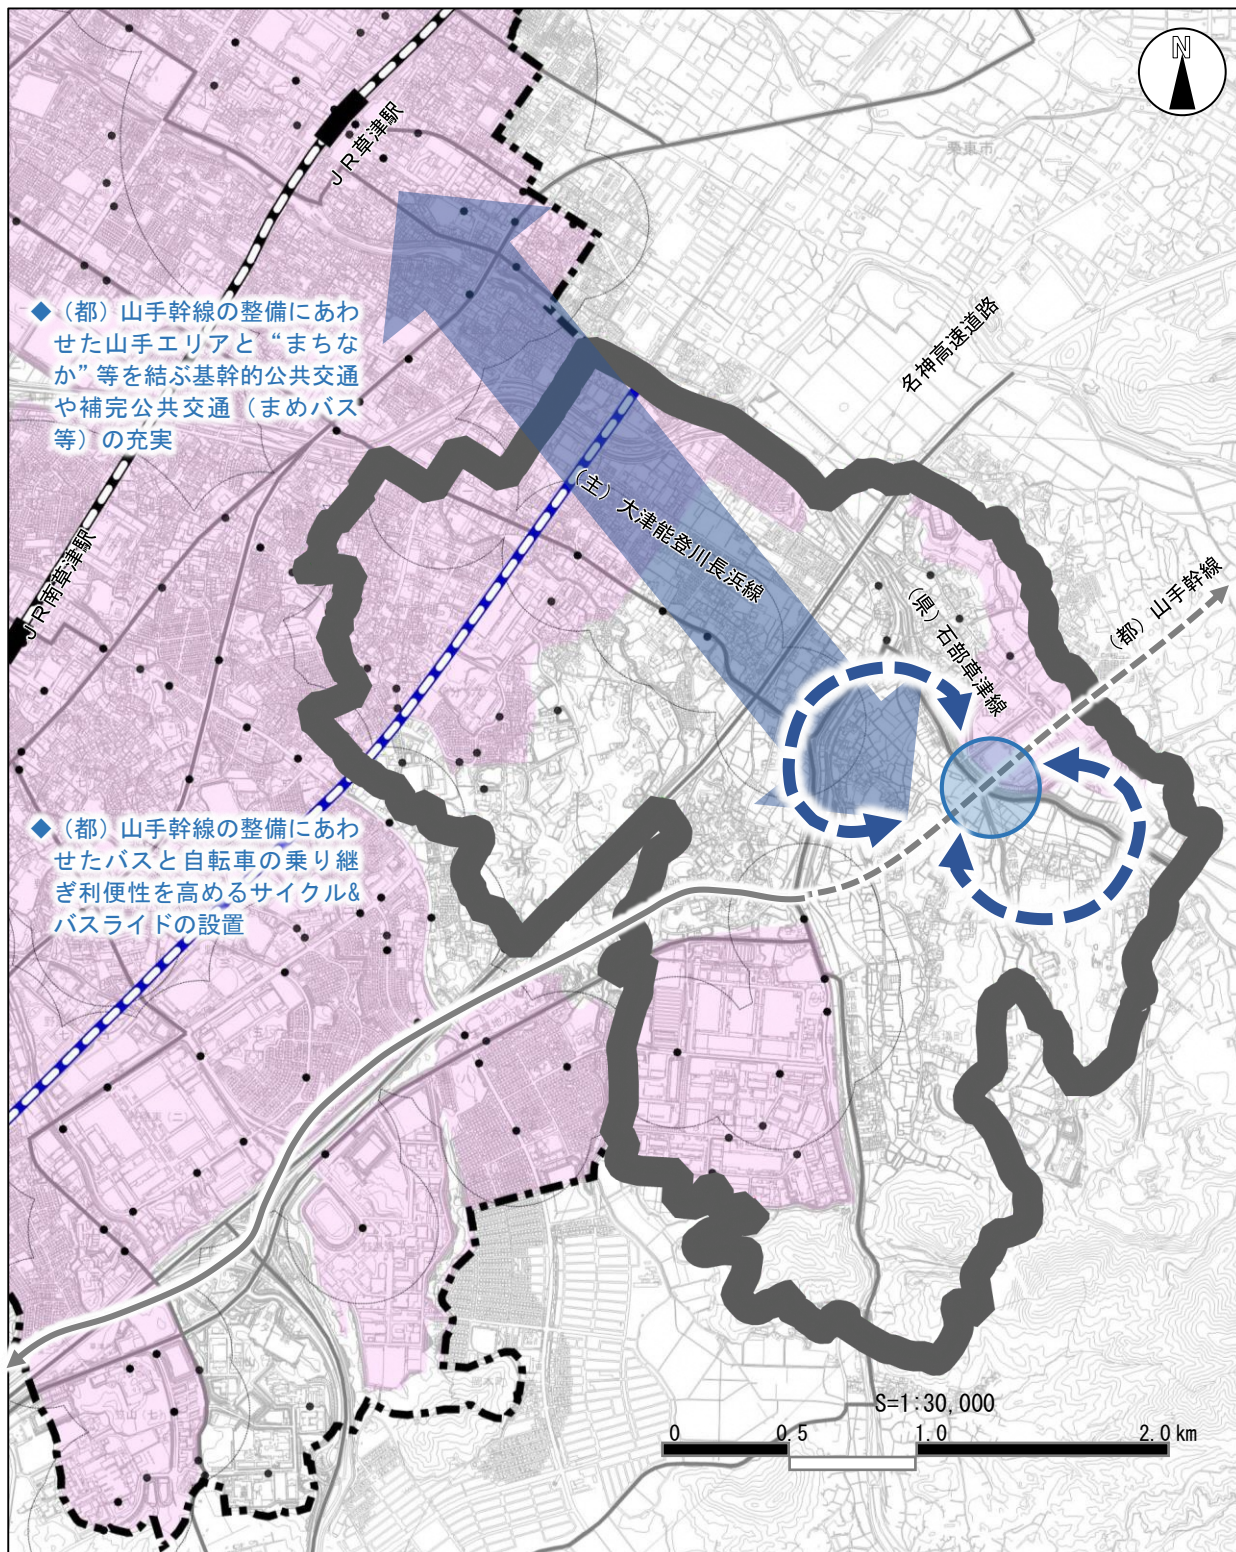 N
JR草津駅
栗東市
◆（都）山手幹線の整備にあわ
せた山手エリアと“まちな
か”等を結ぶ基幹的公共交通
や補完公共交通（まめバス
等）の充実
名神高速道路
（主）大津能登川長浜線
JR南草津駅
（県）石部草津線
（都）山手幹線
◆（都）山手幹線の整備にあわ
せたバスと自転車の乗り継
ぎ利便性を高めるサイクル&
バスライドの設置
S=1:30,000
0 0.5 1.0 2.0km